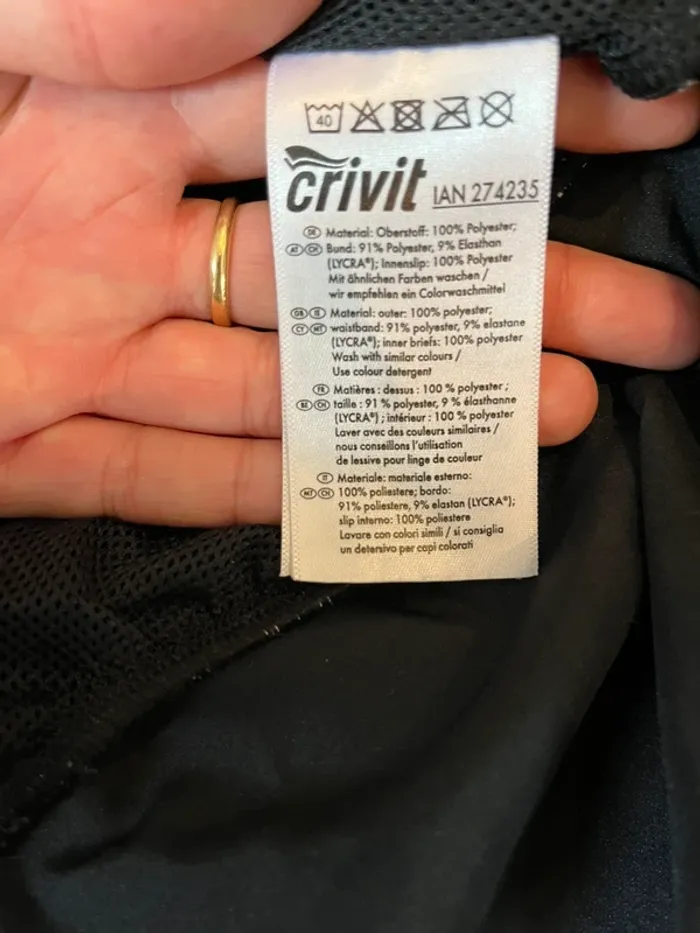 40
crivit IAN 274235
DE Material: Oberstoff: 100% Polyester;
AT CH Bund: 91% Polyester, 9% Elasthan
(LYCRA®); Innenslip: 100% Polyester
Mit ähnlichen Farben waschen /
wir empfehlen ein Colorwaschmittel
GB IE Material: outer: 100% polyester;
CY MT waistband: 91% polyester, 9% elastane
(LYCRA®); inner briefs: 100% polyester
Wash with similar colours /
Use colour detergent
FR Matières : dessus : 100 % polyester ;
BE CH taille : 91 % polyester, 9 % élasthanne
(LYCRA®) ; intérieur : 100 % polyester
Laver avec des couleurs similaires /
nous conseillons l'utilisation
de lessive pour linge de couleur
IT Materiale: materiale esterno:
MT CH 100% poliestere; bordo:
91% poliestere, 9% elastan (LYCRA®);
slip interno: 100% poliestere
Lavare con colori simili / si consiglia
un detersivo per capi colorati